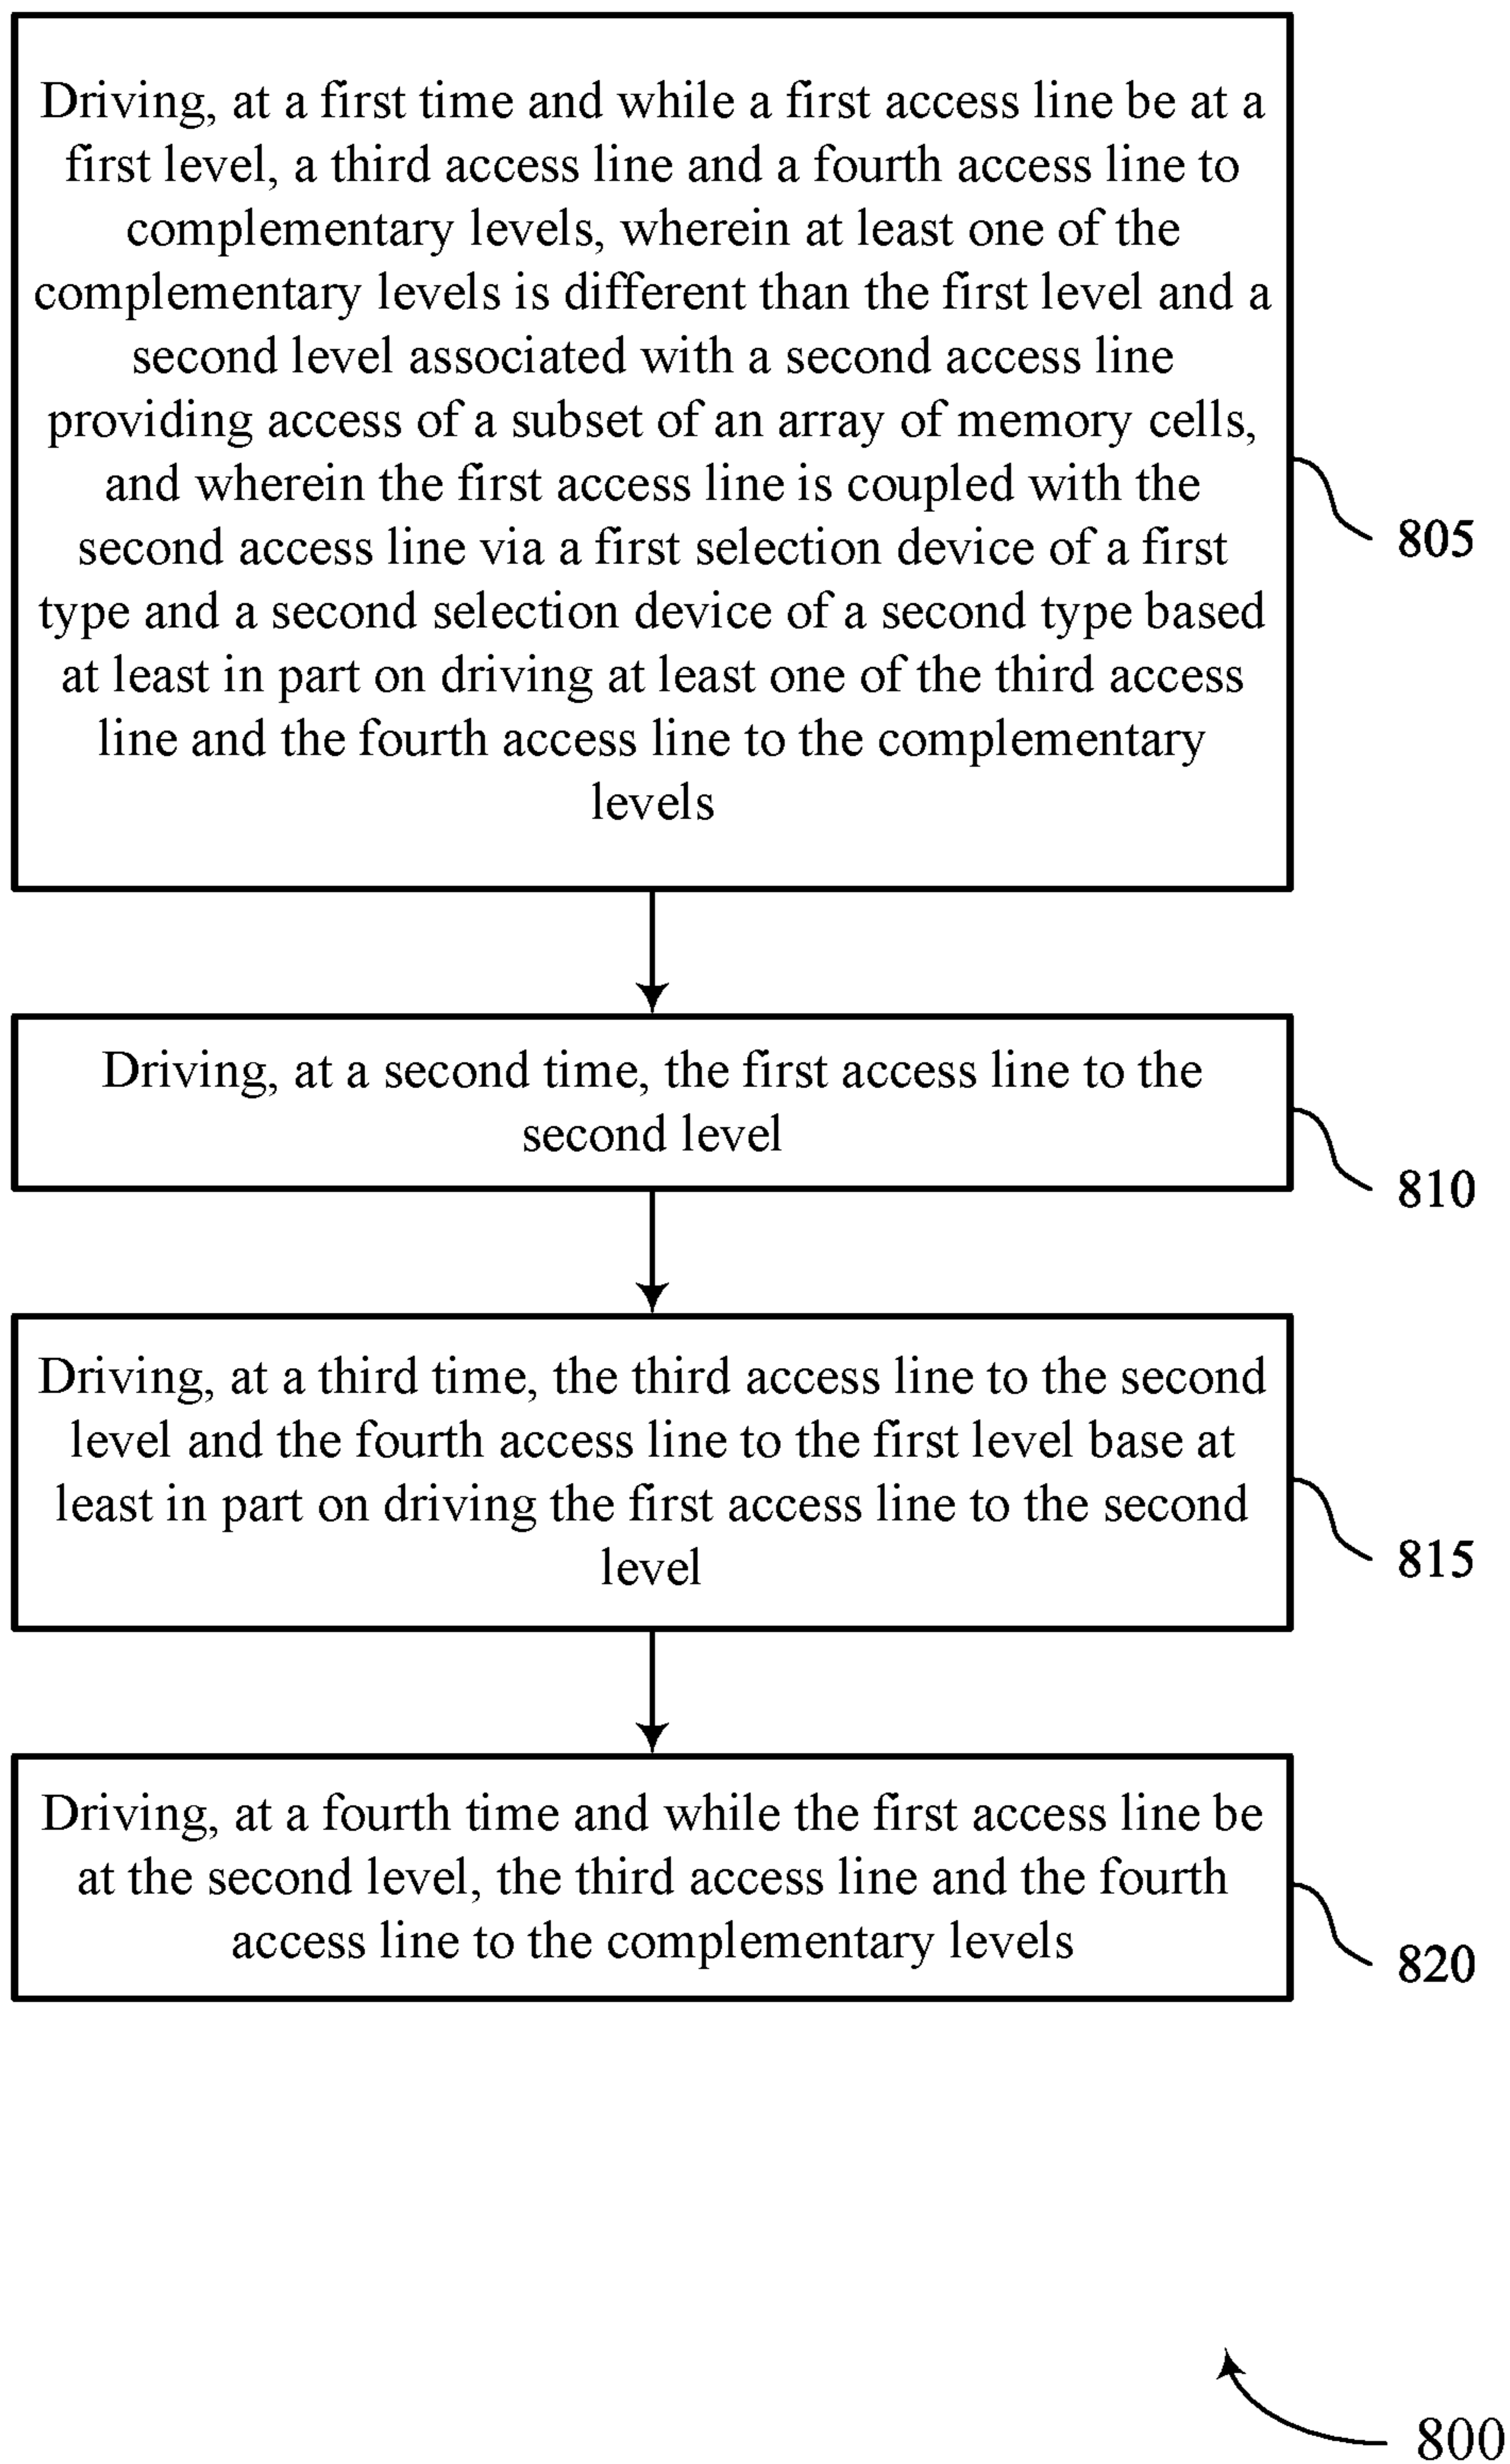 Driving, at a first time and while a first access line be at a
first level, a third access line and a fourth access line to
complementary levels, wherein at least one of the
complementary levels is different than the first level and a
second level associated with a second access line
providing access of a subset of an array of memory cells,
and wherein the first access line is coupled with the
second access line via a first selection device of a first
type and a second selection device of a second type based
at least in part on driving at least one of the third access
line and the fourth access line to the complementary
levels
805
Driving, at a second time, the first access line to the
second level
810
Driving, at a third time, the third access line to the second
level and the fourth access line to the first level base at
least in part on driving the first access line to the second
level
815
Driving, at a fourth time and while the first access line be
at the second level, the third access line and the fourth
access line to the complementary levels
820
800